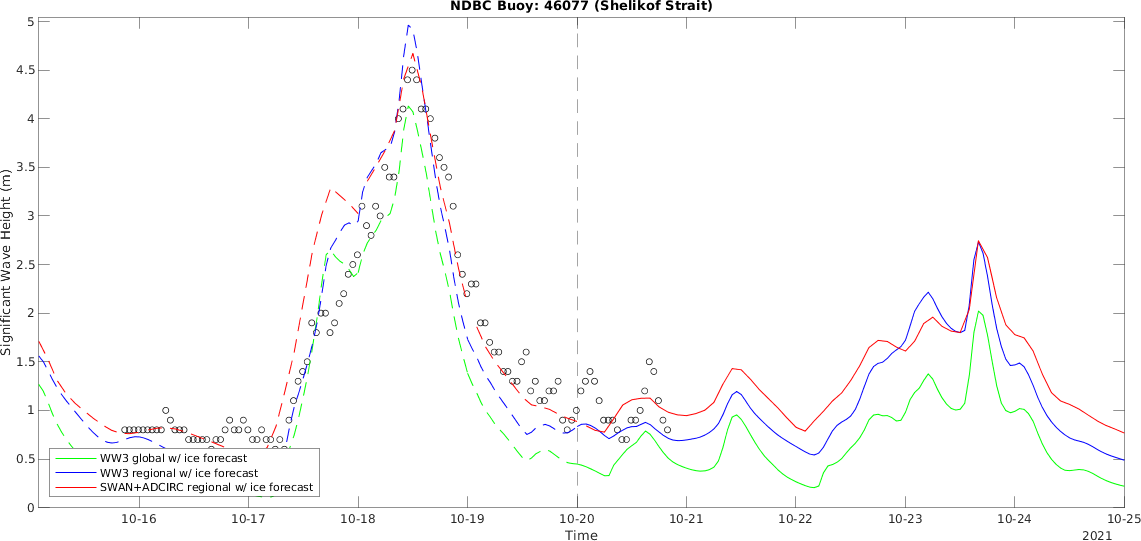 NDBC Buoy: 46077 (Shelikof Strait)
5
4.5
4
3.5
3
2.5
2
1.5
1
0.5
0
Significant Wave Height (m)
WW3 global w/ ice forecast
WW3 regional w/ ice forecast
SWAN+ADCIRC regional w/ ice forecast
10-16 10-17 10-18 10-19 10-20 10-21 10-22 10-23 10-24 10-25
Time
2021